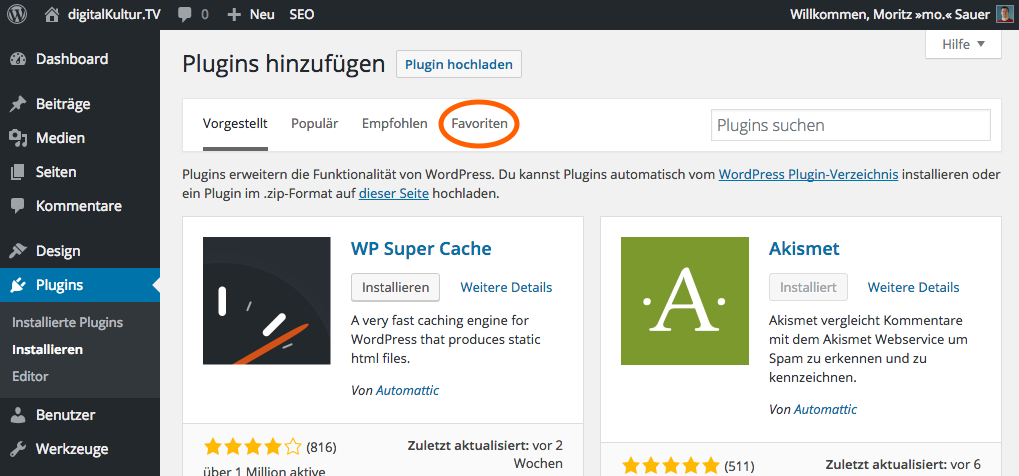 digitalKultur.TV 0 + Neu SEO Willkommen, Moritz »mo.« Sauer
Hilfe ▼
Dashboard
Beiträge
Medien
Seiten
Kommentare
Design
Plugins
Installierte Plugins
Installieren
Editor
Benutzer
Werkzeuge
Plugins hinzufügen Plugin hochladen
Vorgestellt Populär Empfohlen Favoriten Plugins suchen
Plugins erweitern die Funktionalität von WordPress. Du kannst Plugins automatisch vom WordPress Plugin-Verzeichnis installieren oder
ein Plugin im .zip-Format auf dieser Seite hochladen.
WP Super Cache
Installieren Weitere Details
A very fast caching engine for
WordPress that produces static
html files.
Von Automattic
(816)
über 1 Million aktive
Zuletzt aktualisiert: vor 2
Wochen
·A·
Akismet
Installiert Weitere Details
Akismet vergleicht Kommentare
mit dem Akismet Webservice um
Spam zu erkennen und zu
kennzeichnen.
Von Automattic
(511)
Zuletzt aktualisiert: vor 6